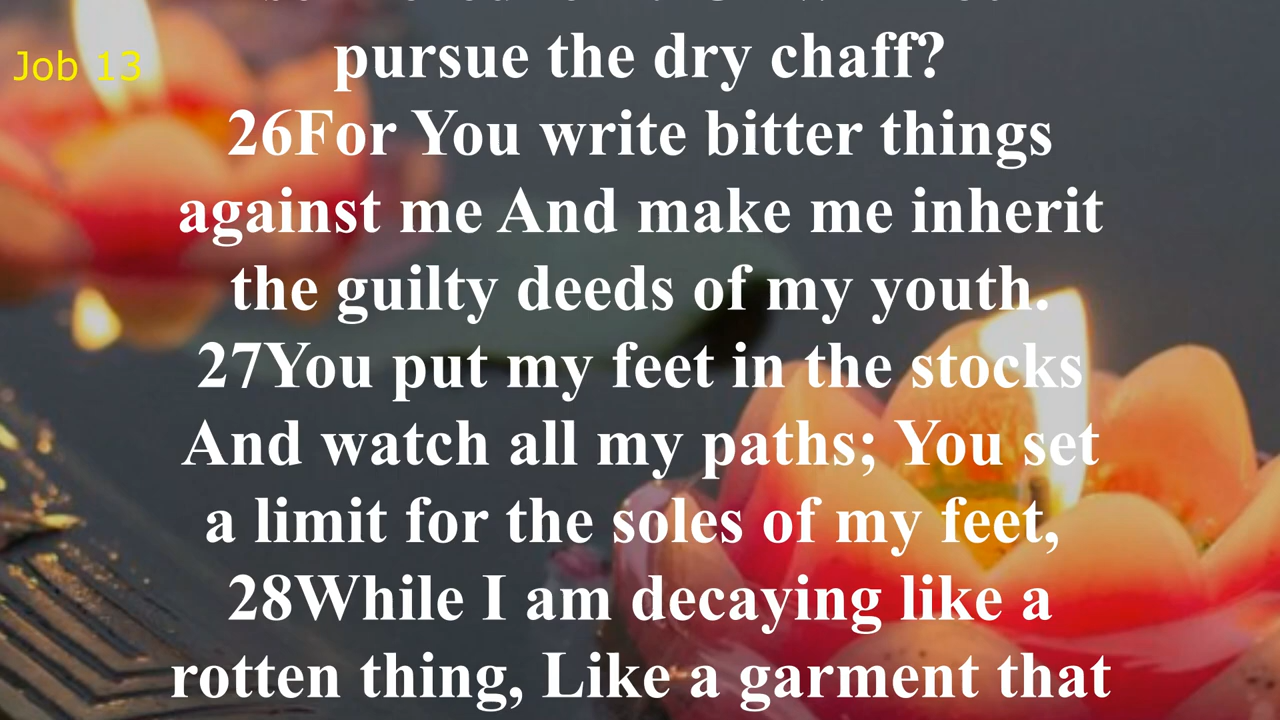 Job 13
pursue the dry chaff?
26For You write bitter things
against me And make me inherit
the guilty deeds of my youth.
27You put my feet in the stocks
And watch all my paths; You set
a limit for the soles of my feet,
28While I am decaying like a
rotten thing, Like a garment that